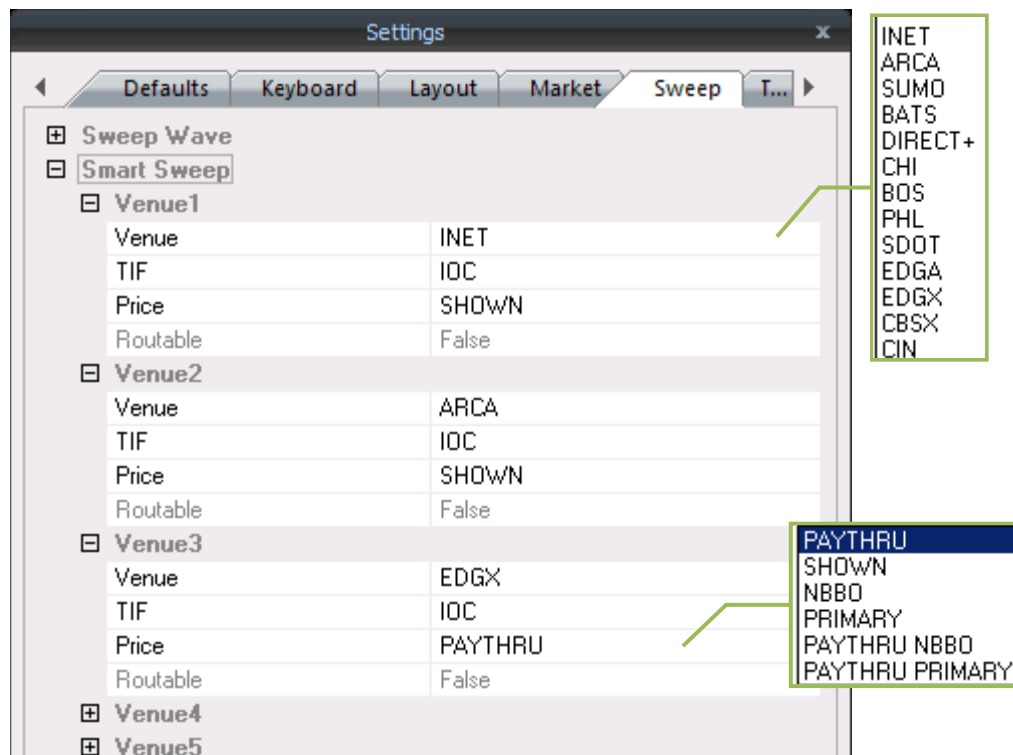 Settings x
Defaults Keyboard Layout Market Sweep T...
Sweep Wave
Smart Sweep
Venue1
Venue INET
TIF IOC
Price SHOWN
Routable False
Venue2
Venue ARCA
TIF IOC
Price SHOWN
Routable False
Venue3
Venue EDGX
TIF IOC
Price PAYTHRU
Routable False
Venue4
Venue5
INET
ARCA
SUMO
BATS
DIRECT+
CHI
BOS
PHL
SDOT
EDGA
EDGX
CBSX
CIN
PAYTHRU
SHOWN
NBBO
PRIMARY
PAYTHRU NBBO
PAYTHRU PRIMARY